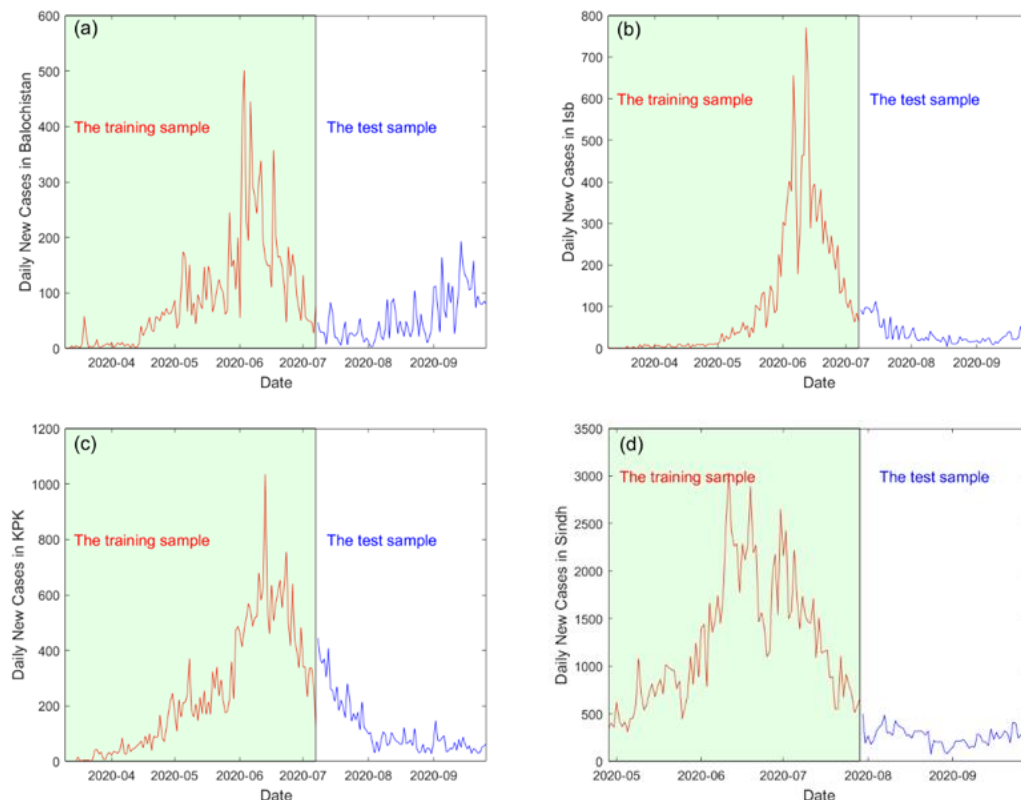 (a)
600
500
400
300
200
100
0
Daily New Cases in Balochistan
The training sample
The test sample
2020-04
2020-05
2020-06
2020-07
2020-08
2020-09
Date
(b)
800
700
600
500
400
300
200
100
0
Daily New Cases in Isb
The training sample
The test sample
2020-04
2020-05
2020-06
2020-07
2020-08
2020-09
Date
(c)
1200
1000
800
600
400
200
0
Daily New Cases in KPK
The training sample
The test sample
2020-04
2020-05
2020-06
2020-07
2020-08
2020-09
Date
(d)
3500
3000
2500
2000
1500
1000
500
0
Daily New Cases in Sindh
The training sample
The test sample
2020-05
2020-06
2020-07
2020-08
2020-09
Date